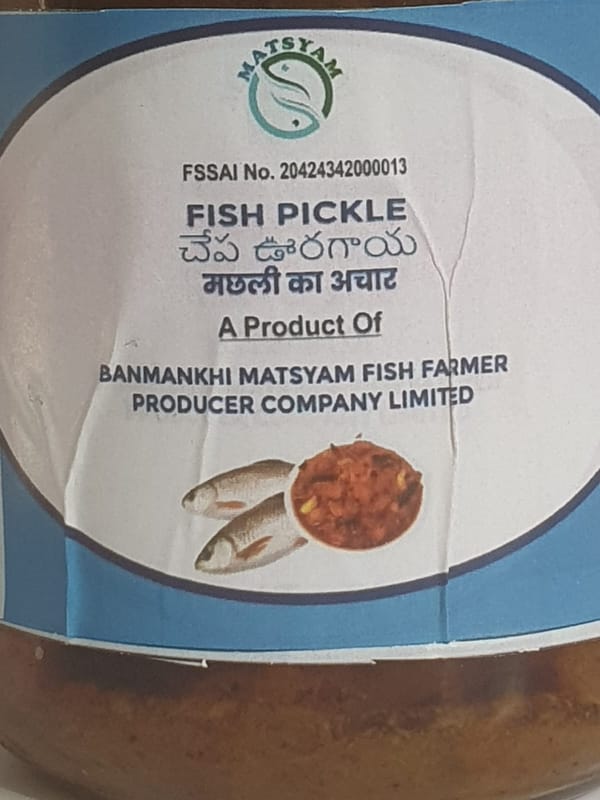 MATSYAM
FSSAI No. 20424342000013
FISH PICKLE
చేప ఊరగాయ
मछली का अचार
A Product Of
BANMANKHI MATSYAM FISH FARMER
PRODUCER COMPANY LIMITED